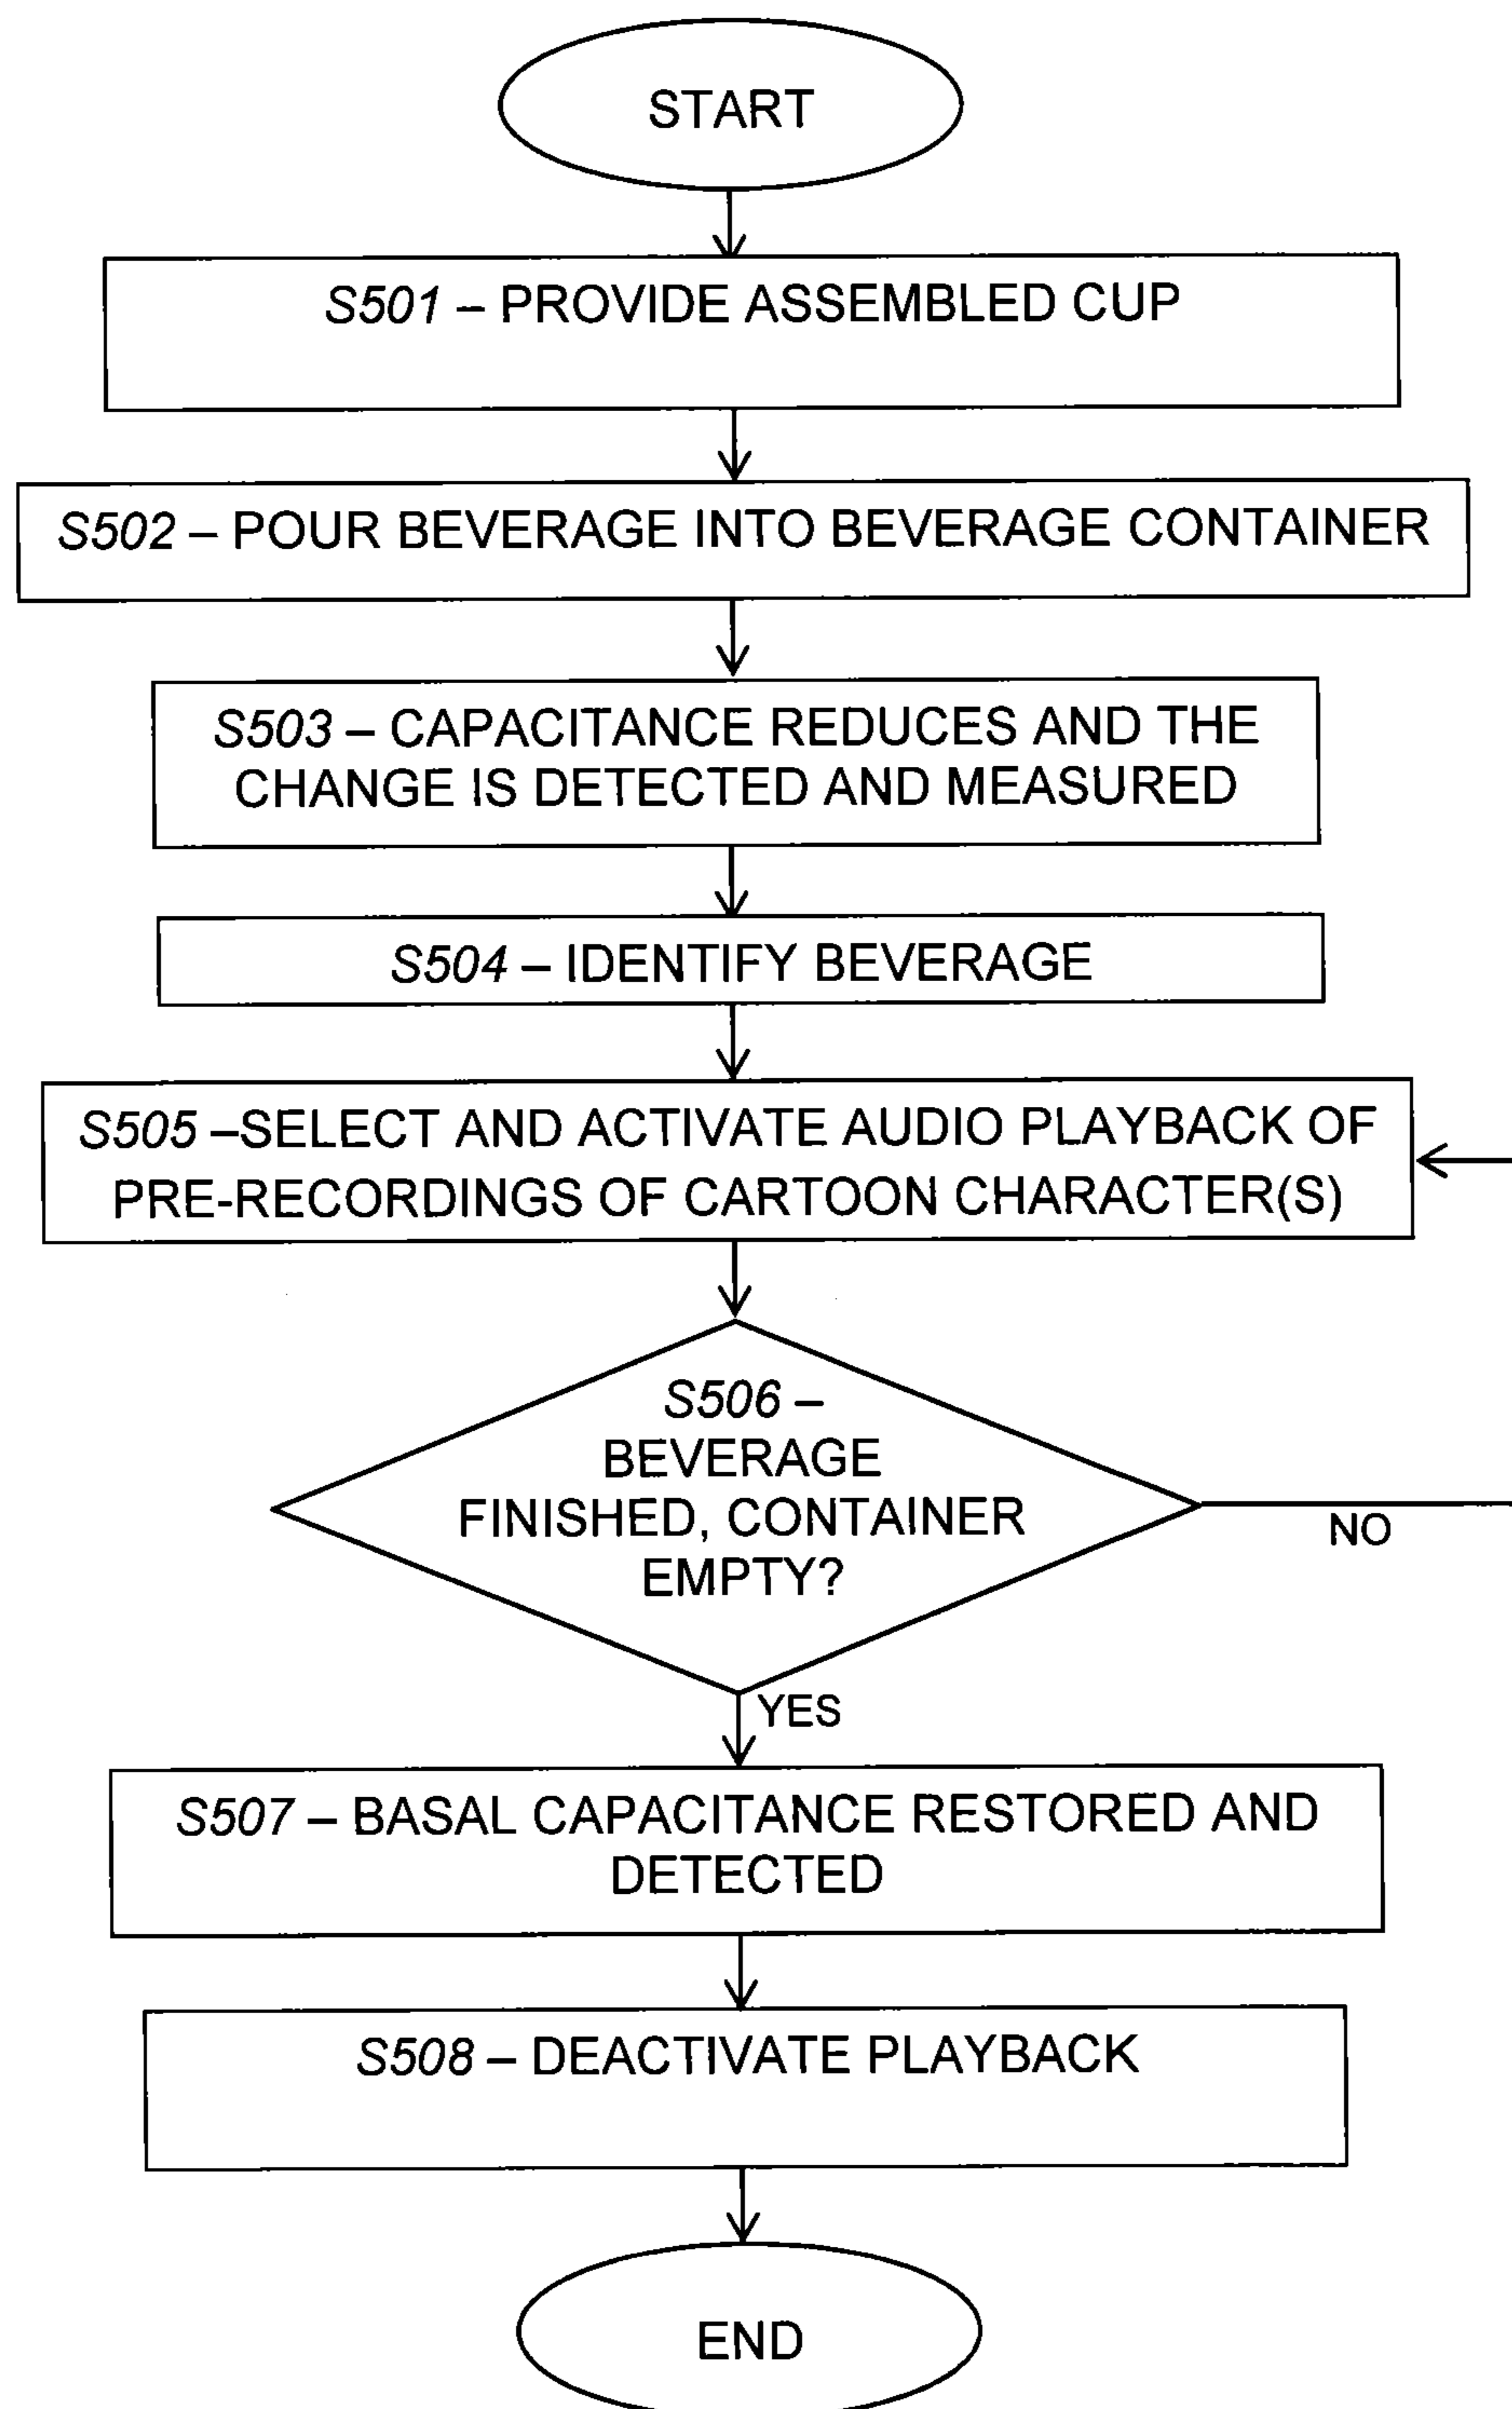 START
S501 – PROVIDE ASSEMBLED CUP
S502 – POUR BEVERAGE INTO BEVERAGE CONTAINER
S503 – CAPACITANCE REDUCES AND THE
CHANGE IS DETECTED AND MEASURED
S504 – IDENTIFY BEVERAGE
S505 –SELECT AND ACTIVATE AUDIO PLAYBACK OF
PRE-RECORDINGS OF CARTOON CHARACTER(S)
S506 –
BEVERAGE
FINISHED, CONTAINER
EMPTY?
NO
YES
S507 – BASAL CAPACITANCE RESTORED AND
DETECTED
S508 – DEACTIVATE PLAYBACK
END